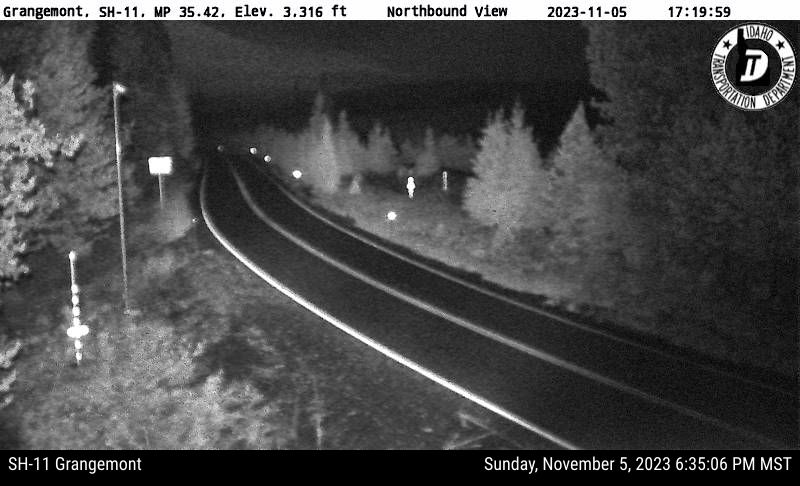 Grangemont, SH-11, MP 35.42, Elev. 3,316 ft Northbound View 2023-11-05 17:19:59
★ IDAHO ★
TRANSPORTATION DEPARTMENT
SH-11 Grangemont Sunday, November 5, 2023 6:35:06 PM MST